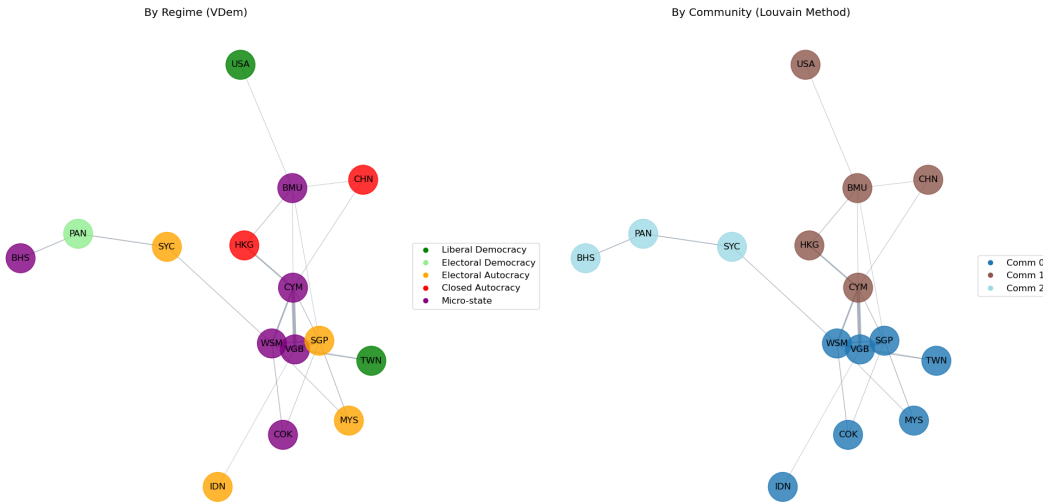 By Regime (VDem)
USA
BMU
CHN
PAN
HKG
SYC
BHS
CYM
WSM
VGB
SGP
TWN
MYS
COK
IDN
Liberal Democracy
Electoral Democracy
Electoral Autocracy
Closed Autocracy
Micro-state
By Community (Louvain Method)
USA
BMU
CHN
PAN
HKG
SYC
BHS
CYM
WSM
VGB
SGP
TWN
MYS
COK
IDN
Comm 0
Comm 1
Comm 2